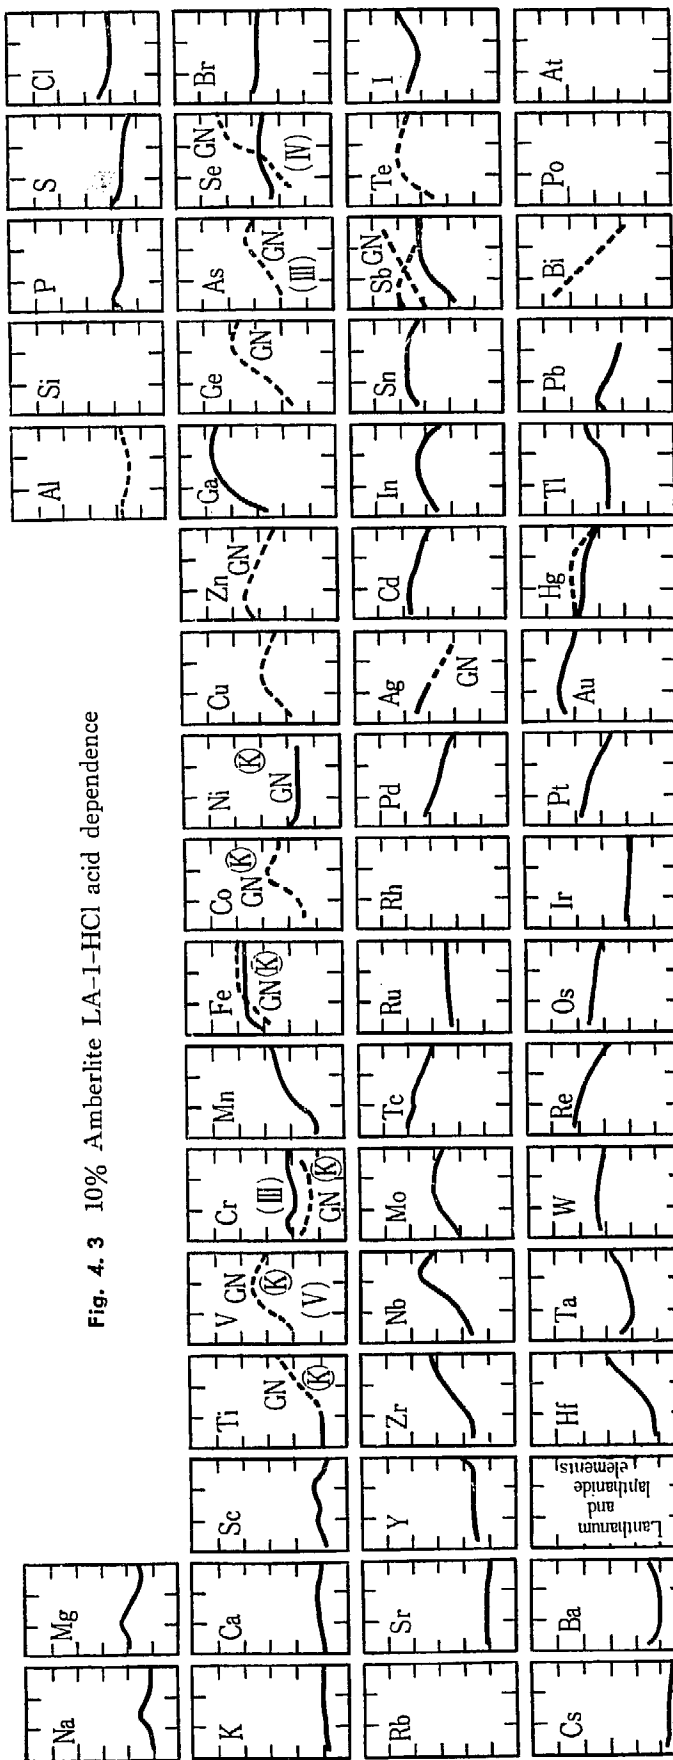 Fig. 4. 3 10% Amberlite LA-1-HCl acid dependence
Na
Mg
Al
Si
P
S
Cl
K
Ca
Sc
Ti
GN
K
V
GN
K
(V)
Cr
(III)
GN
K
Mn
Fe
GN
K
Co
GN
K
Ni
K
GN
Cu
Zn
GN
Ga
Ge
GN
As
GN
(III)
Se
GN
(IV)
Br
Rb
Sr
Y
Zr
Nb
Mo
Tc
Ru
Rh
Pd
Ag
GN
Cd
In
Sn
Sb
GN
Te
I
Cs
Ba
Lanthanum
and
lanthanide
elements
Hf
Ta
W
Re
Os
Ir
Pt
Au
Hg
Tl
Pb
Bi
Po
At